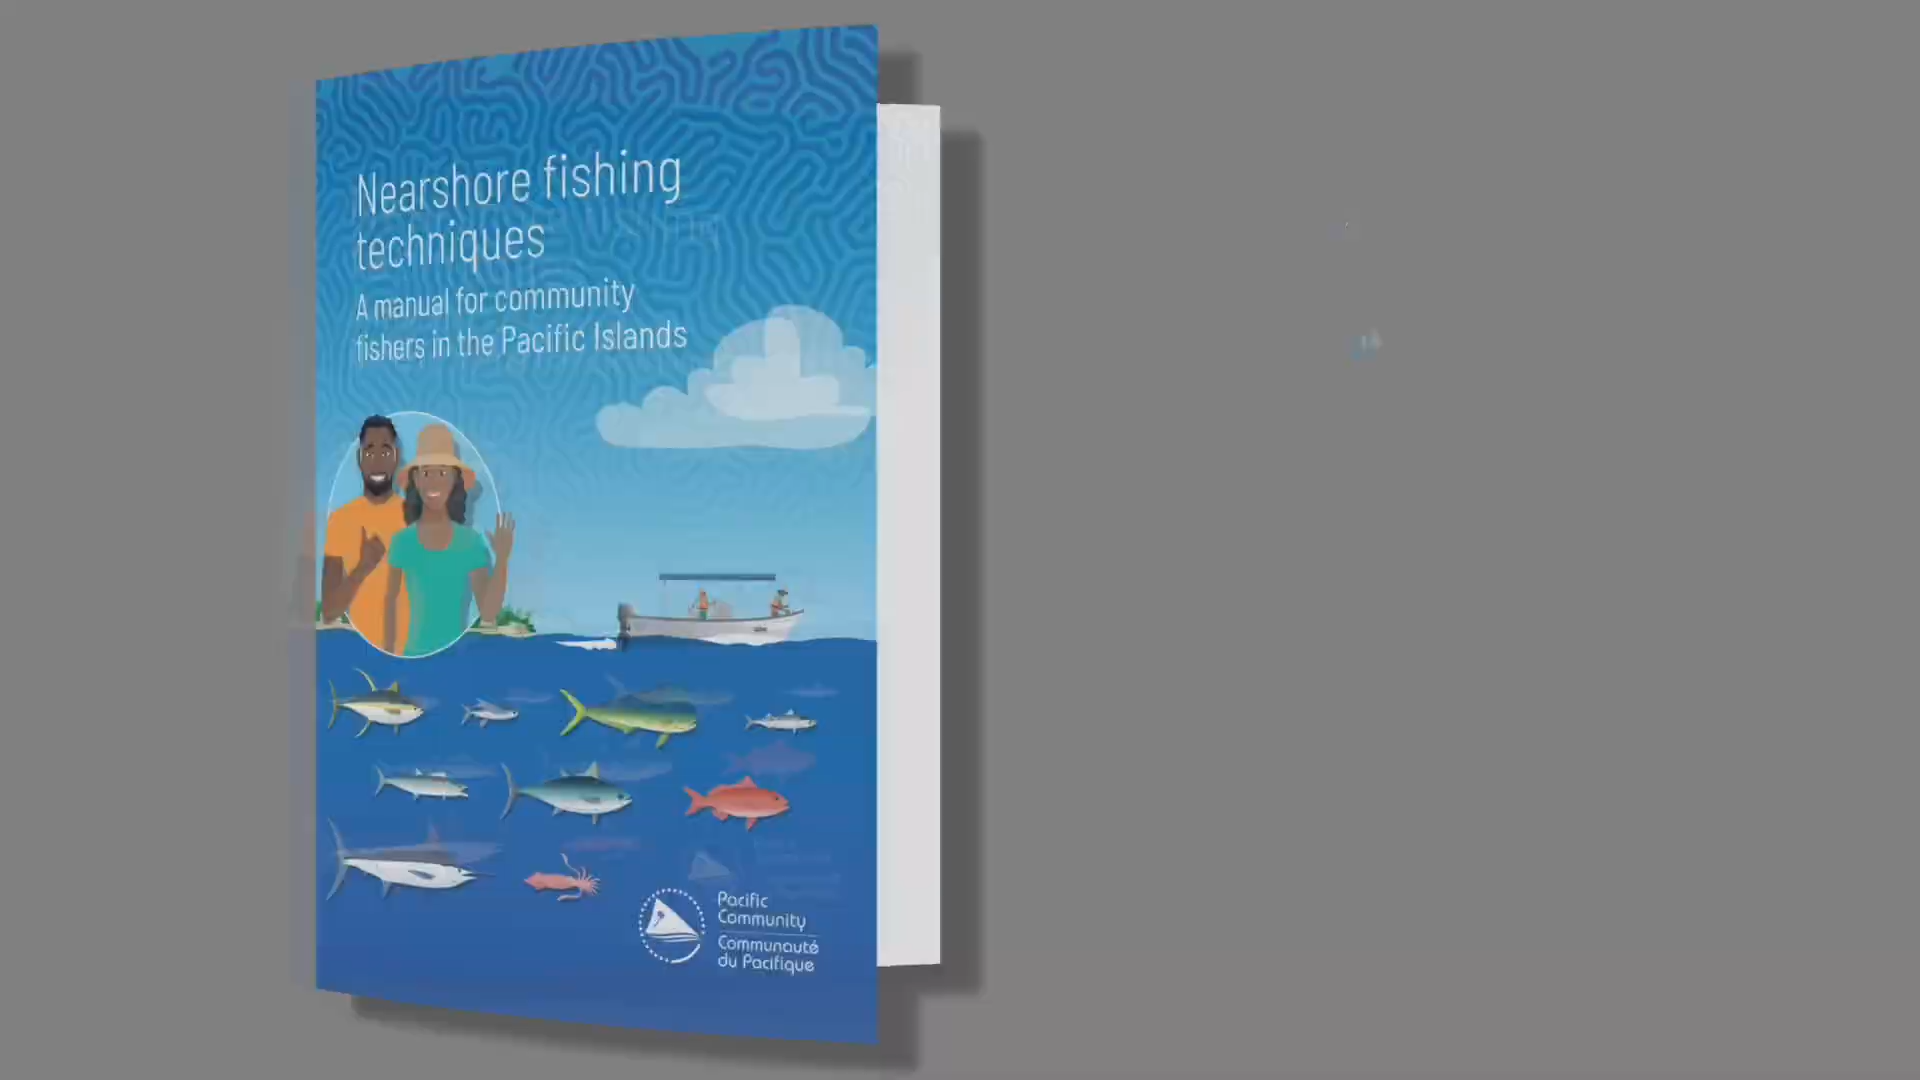 Nearshore fishing
techniques
A manual for community
fishers in the Pacific Islands
Pacific
Community
Communauté
du Pacifique